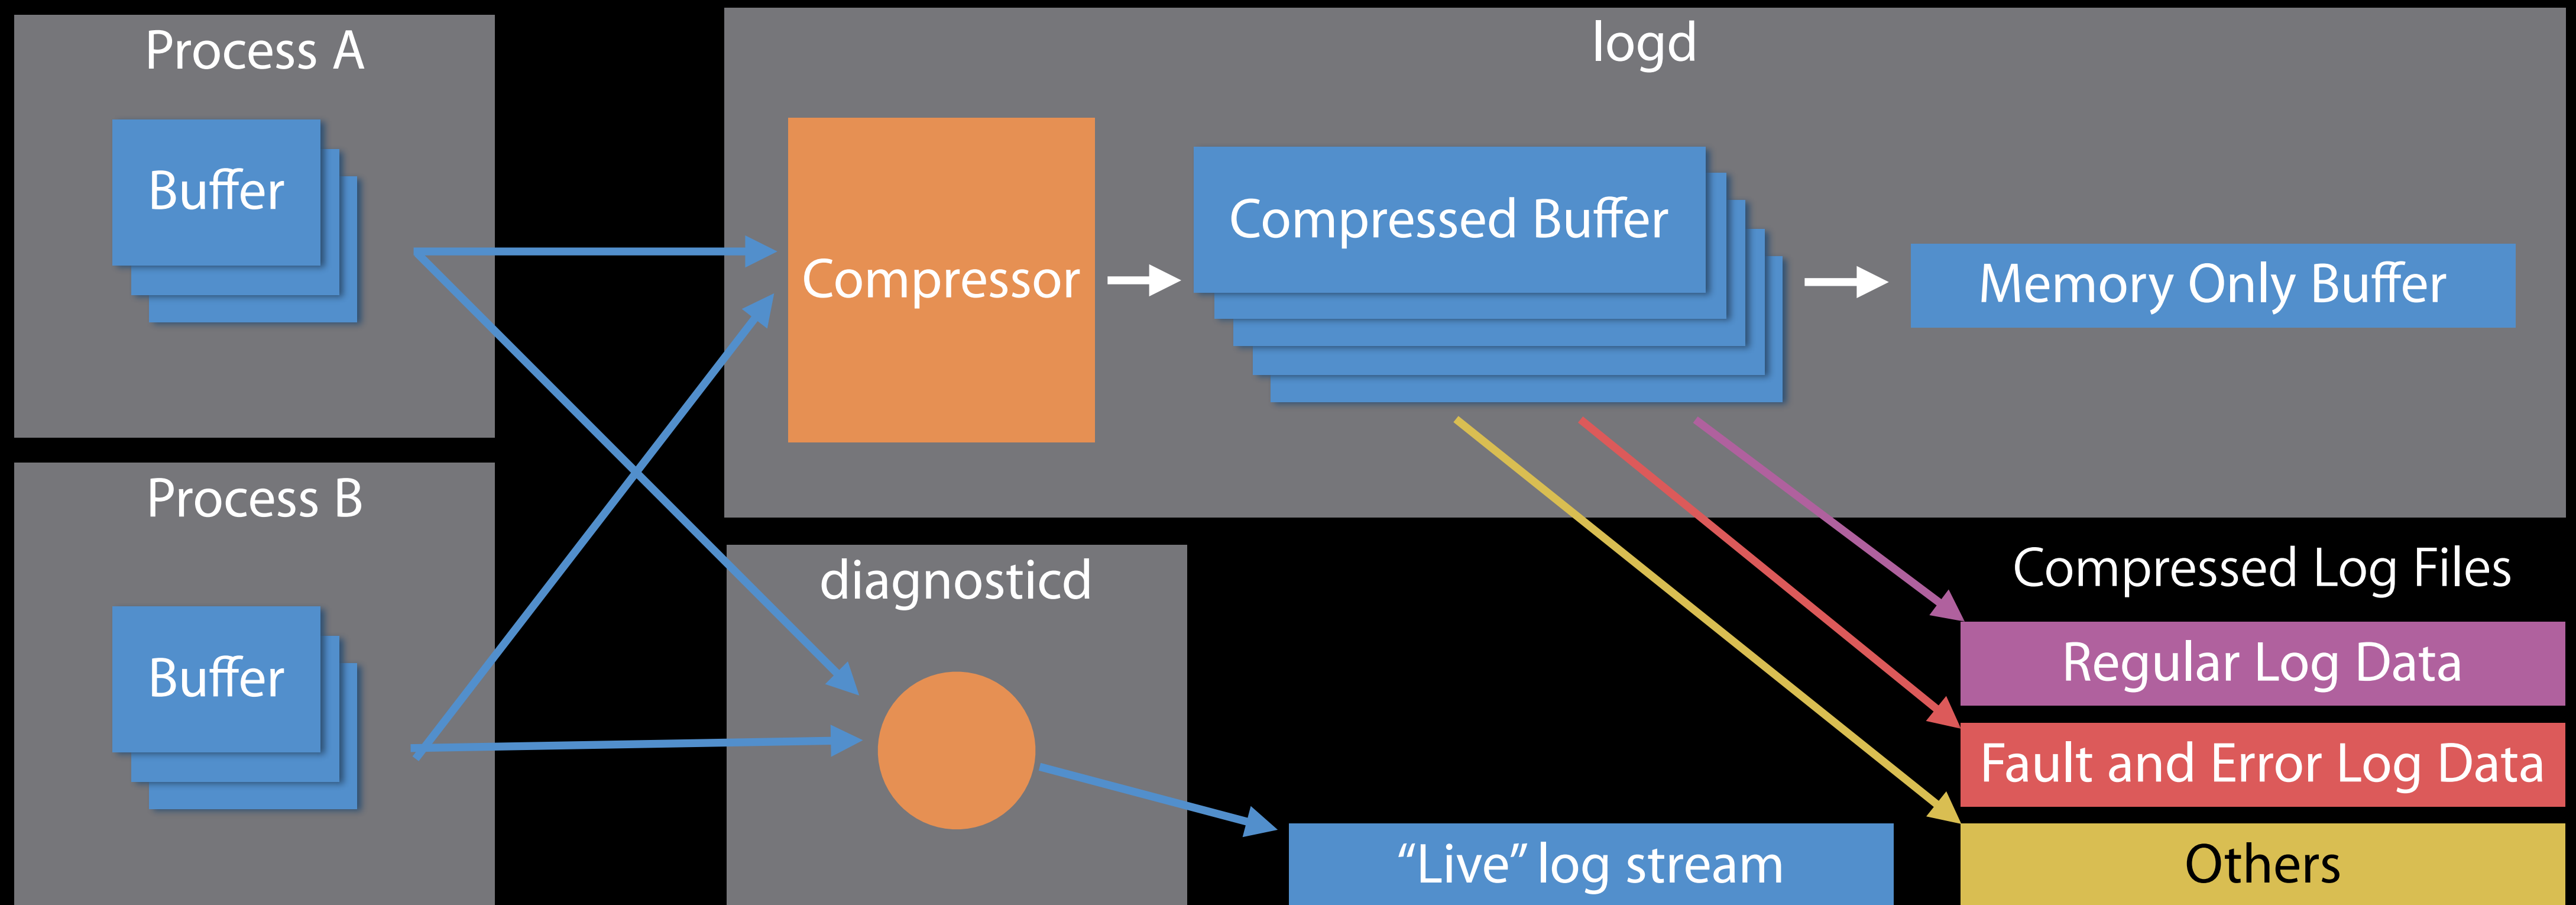 Process A
Buffer
logd
Compressor
Compressed Buffer
Memory Only Buffer
Process B
Buffer
diagnosticd
"Live" log stream
Compressed Log Files
Regular Log Data
Fault and Error Log Data
Others